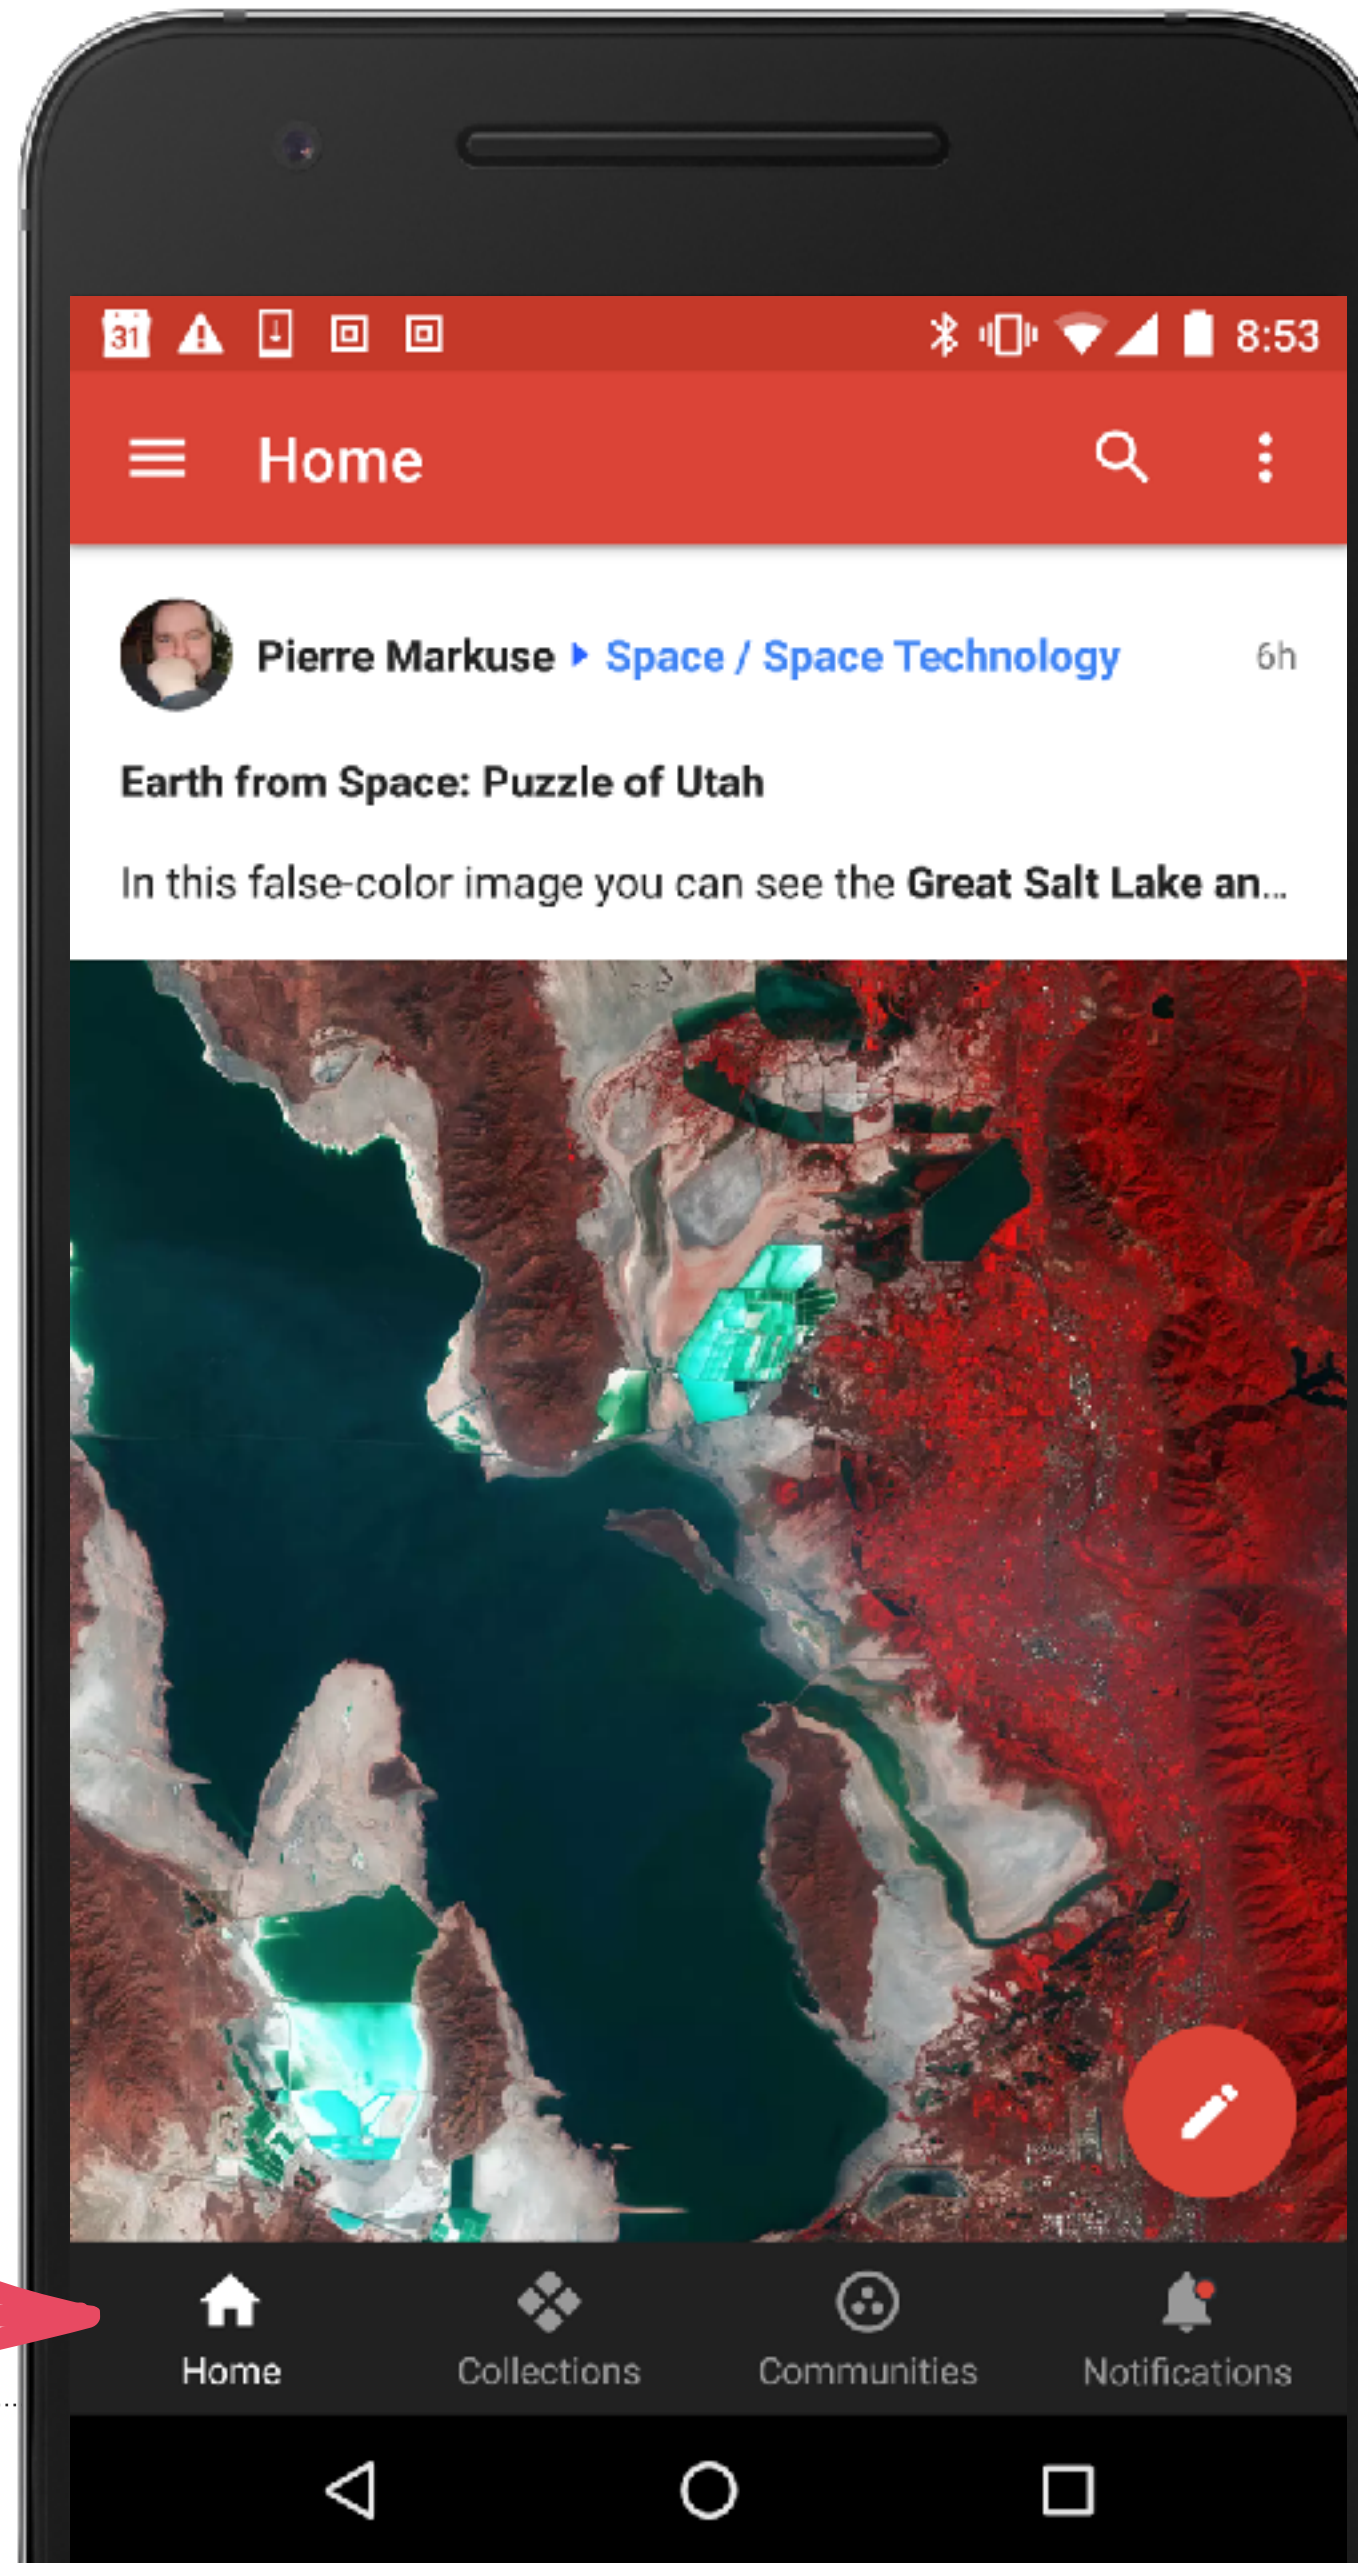 31 8:53
Home
Pierre Markuse Space / Space Technology 6h
Earth from Space: Puzzle of Utah
In this false-color image you can see the Great Salt Lake an...
Home Collections Communities Notifications